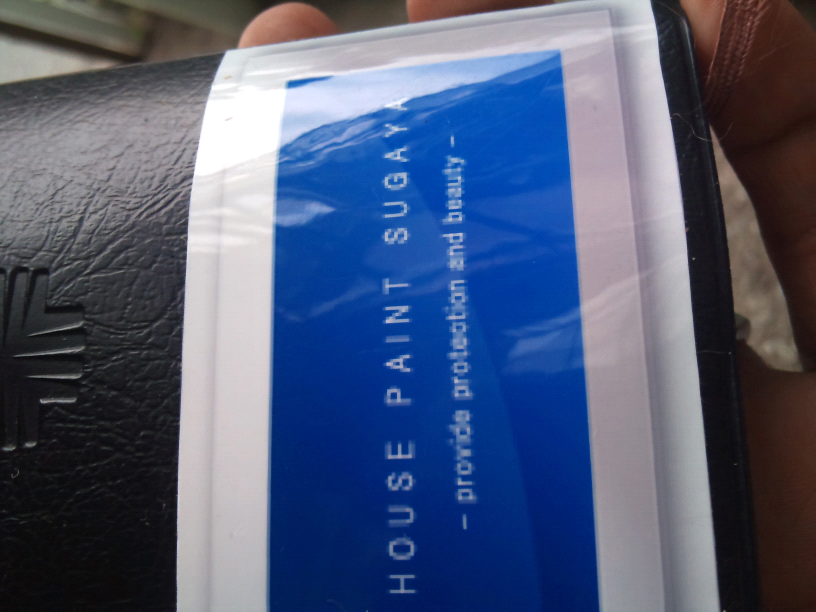 HOUSE PAINT SUGAYA
– provide protection and beauty –